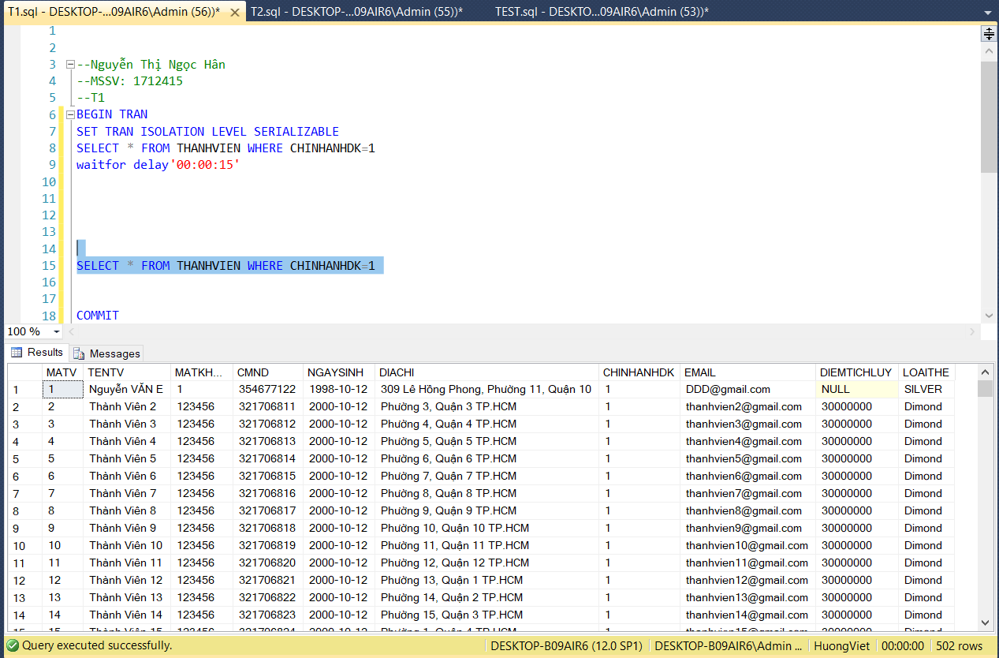 T1.sql - DESKTOP-...09AIR6\Admin (56))* T2.sql - DESKTOP-...09AIR6\Admin (55))* TEST.sql - DESKTO...09AIR6\Admin (53))*
1
2
3 --Nguyễn Thị Ngọc Hân
4 --MSSV: 1712415
5 --T1
6 BEGIN TRAN
7 SET TRAN ISOLATION LEVEL SERIALIZABLE
8 SELECT * FROM THANHVIEN WHERE CHINHANHDK=1
9 waitfor delay'00:00:15'
10
11
12
13
14
15 SELECT * FROM THANHVIEN WHERE CHINHANHDK=1
16
17
18 COMMIT
100 %
Results Messages
MATV TENTV MATKH... CMND NGAYSINH DIACHI CHINHANHDK EMAIL DIEMTICHLUY LOAITHE
1 1 Nguyễn VĂN E 1 354677122 1998-10-12 309 Lê Hồng Phong, Phường 11, Quận 10 1 DDD@gmail.com NULL SILVER
2 2 Thành Viên 2 123456 321706811 2000-10-12 Phường 3, Quận 3 TP.HCM 1 thanhvien2@gmail.com 30000000 Dimond
3 3 Thành Viên 3 123456 321706812 2000-10-12 Phường 4, Quận 4 TP.HCM 1 thanhvien3@gmail.com 30000000 Dimond
4 4 Thành Viên 4 123456 321706813 2000-10-12 Phường 5, Quận 5 TP.HCM 1 thanhvien4@gmail.com 30000000 Dimond
5 5 Thành Viên 5 123456 321706814 2000-10-12 Phường 6, Quận 6 TP.HCM 1 thanhvien5@gmail.com 30000000 Dimond
6 6 Thành Viên 6 123456 321706815 2000-10-12 Phường 7, Quận 7 TP.HCM 1 thanhvien6@gmail.com 30000000 Dimond
7 7 Thành Viên 7 123456 321706816 2000-10-12 Phường 8, Quận 8 TP.HCM 1 thanhvien7@gmail.com 30000000 Dimond
8 8 Thành Viên 8 123456 321706817 2000-10-12 Phường 9, Quận 9 TP.HCM 1 thanhvien8@gmail.com 30000000 Dimond
9 9 Thành Viên 9 123456 321706818 2000-10-12 Phường 10, Quận 10 TP.HCM 1 thanhvien9@gmail.com 30000000 Dimond
10 10 Thành Viên 10 123456 321706819 2000-10-12 Phường 11, Quận 11 TP.HCM 1 thanhvien10@gmail.com 30000000 Dimond
11 11 Thành Viên 11 123456 321706820 2000-10-12 Phường 12, Quận 12 TP.HCM 1 thanhvien11@gmail.com 30000000 Dimond
12 12 Thành Viên 12 123456 321706821 2000-10-12 Phường 13, Quận 1 TP.HCM 1 thanhvien12@gmail.com 30000000 Dimond
13 13 Thành Viên 13 123456 321706822 2000-10-12 Phường 14, Quận 2 TP.HCM 1 thanhvien13@gmail.com 30000000 Dimond
14 14 Thành Viên 14 123456 321706823 2000-10-12 Phường 15, Quận 3 TP.HCM 1 thanhvien14@gmail.com 30000000 Dimond
Query executed successfully. DESKTOP-B09AIR6 (12.0 SP1) DESKTOP-B09AIR6\Admin ... HuongViet 00:00:00 502 rows